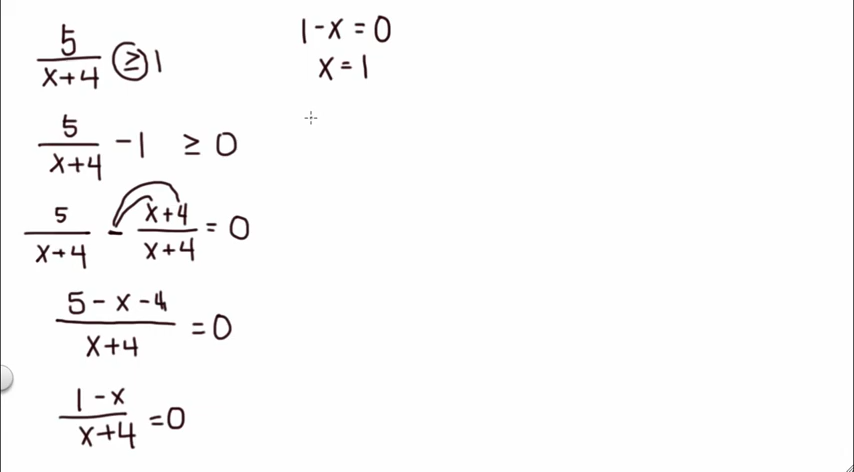 5/(x+4) ≥ 1
5/(x+4) - 1 ≥ 0
5/(x+4) - (x+4)/(x+4) = 0
(5 - x - 4)/(x+4) = 0
(1 - x)/(x+4) = 0
1 - x = 0
x = 1